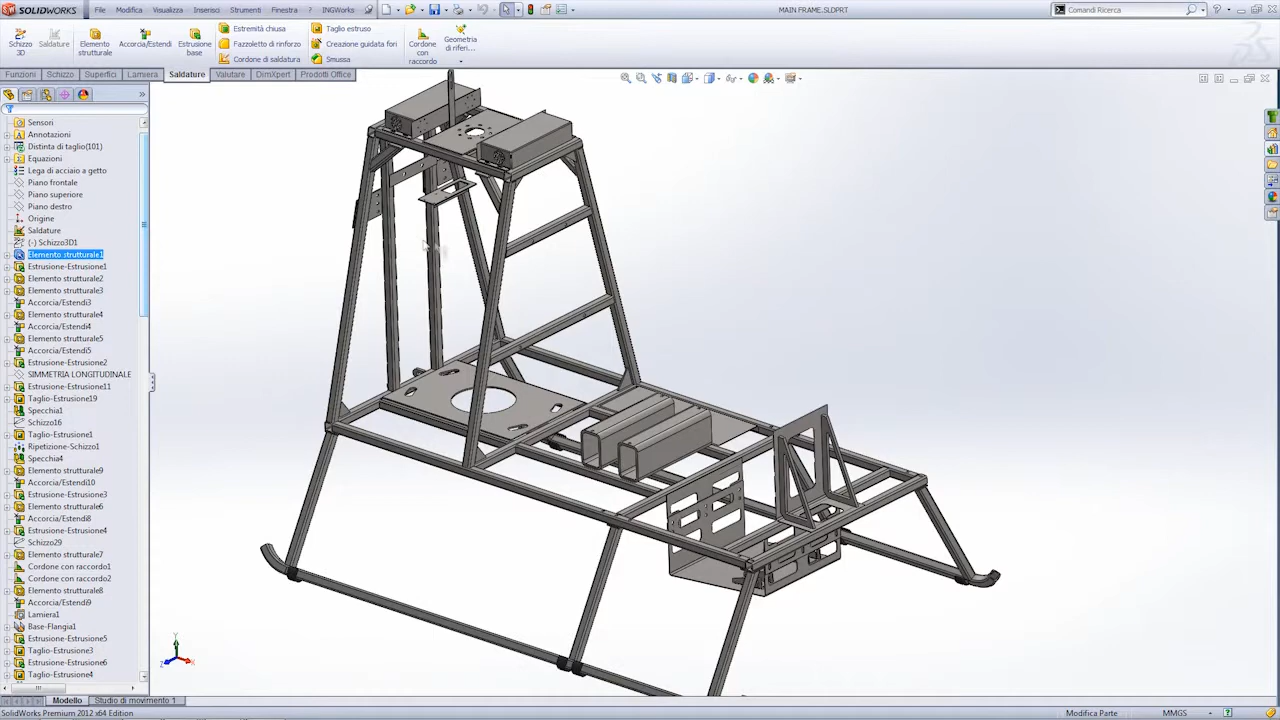 SOLIDWORKS File Modifica Visualizza Inserisci Strumenti Finestra ? INGWorks MAIN FRAME.SLDPRT Comandi Ricerca
Schizzo 3D
Saldature
Elemento strutturale
Accorcia/Estendi
Estrusione base
Estremità chiusa
Fazzoletto di rinforzo
Cordone di saldatura
Taglio estruso
Creazione guidata fori
Smussa
Cordone con raccordo
Geometria di riferi...
Funzioni Schizzo Superfici Lamiera Saldature Valutare DimXpert Prodotti Office
Sensori
Annotazioni
Distinta di taglio(101)
Equazioni
Lega di acciaio a getto
Piano frontale
Piano superiore
Piano destro
Origine
Saldature
(-) Schizzo3D1
Elemento strutturale1
Estrusione-Estrusione1
Elemento strutturale2
Elemento strutturale3
Accorcia/Estendi3
Elemento strutturale4
Accorcia/Estendi4
Elemento strutturale5
Accorcia/Estendi5
Estrusione-Estrusione2
SIMMETRIA LONGITUDINALE
Estrusione-Estrusione11
Taglio-Estrusione19
Specchia1
Schizzo16
Taglio-Estrusione1
Ripetizione-Schizzo1
Specchia4
Elemento strutturale9
Accorcia/Estendi10
Estrusione-Estrusione3
Elemento strutturale6
Accorcia/Estendi8
Estrusione-Estrusione4
Schizzo29
Elemento strutturale7
Cordone con raccordo1
Cordone con raccordo2
Elemento strutturale8
Accorcia/Estendi9
Lamiera1
Base-Flangia1
Estrusione-Estrusione5
Taglio-Estrusione3
Estrusione-Estrusione6
Taglio-Estrusione4
Y
X
Z
Modello Studio di movimento 1
SolidWorks Premium 2012 x64 Edition Modifica Parte MMGS